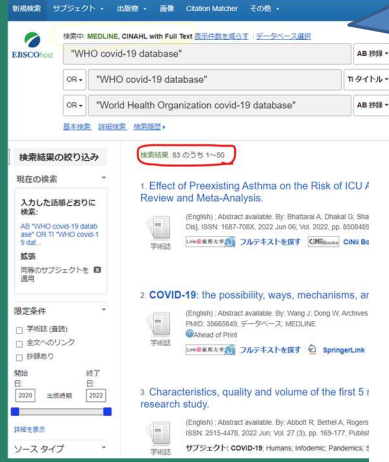 新規検索 サブジェクト 出版物 画像 Citation Matcher その他
EBSCOhost
検索中: MEDLINE, CINAHL with Full Text 表示件数を減らす データベース選択
"WHO covid-19 database" AB 抄録
OR "WHO covid-19 database" TI タイトル
OR "World Health Organization covid-19 database" AB 抄録
基本検索 詳細検索 検索履歴
検索結果の絞り込み
現在の検索
入力した語順どおりに
検索:
AB "WHO covid-19 datab
ase" OR TI "WHO covid-1
9 dat...
拡張
同等のサブジェクトを
適用
限定条件
学術誌 (査読)
全文へのリンク
抄録あり
開始
日:
終了
日:
2020 出版時期 2022
詳細を表示
ソース タイプ
検索結果: 83 のうち 1~50
1. Effect of Preexisting Asthma on the Risk of ICU A
Review and Meta-Analysis.
(English) ; Abstract available. By: Bhattarai A; Dhakal G; Sha
Dis], ISSN: 1687-708X, 2022 Jun 06; Vol. 2022, pp. 8508489
学術誌
フルテキストを探す CiNii Books CiNii Bo
2. COVID-19: the possibility, ways, mechanisms, ar
(English) ; Abstract available. By: Wang J; Dong W, Archives
PMID: 35665849, データベース: MEDLINE
Ahead of Print
学術誌
フルテキストを探す SpringerLink
3. Characteristics, quality and volume of the first 5 r
research study.
(English) ; Abstract available. By: Abbott R; Bethel A; Rogers
ISSN: 2515-4478, 2022 Jun; Vol. 27 (3), pp. 169-177; Publis
学術誌
サブジェクト: COVID-19; Humans; Infodemic; Pandemics; S